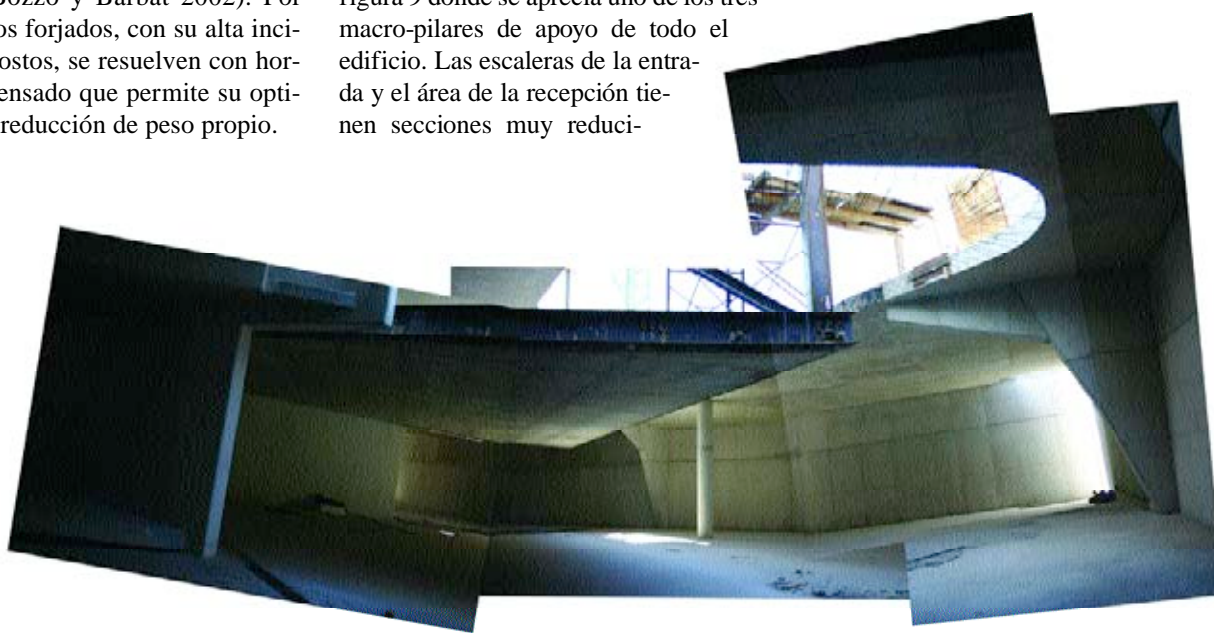 Bozzo y Barbat 2002). Por
os forjados, con su alta inci-
ostos, se resuelven con hor-
ensado que permite su opti-
reducción de peso propio.
figura 9 donde se aprecia uno de los tres
macro-pilares de apoyo de todo el
edificio. Las escaleras de la entra-
da y el área de la recepción tie-
nen secciones muy reduci-